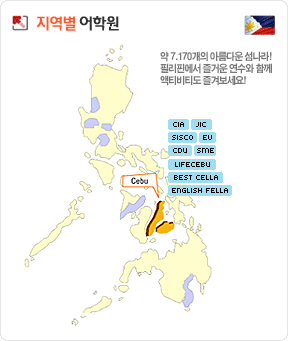 지역별 어학원
약 7.170개의 아름다운 섬나라!
필리핀에서 즐거운 연수와 함께
액티비티도 즐겨보세요!
CIA JIC
SISCO EV
CDU SME
LIFECEBU
BEST CELLA
ENGLISH FELLA
Cebu